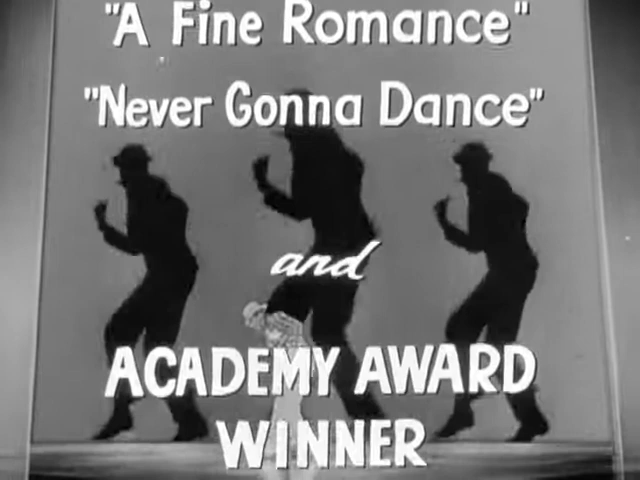 "A Fine Romance"
"Never Gonna Dance"
and
ACADEMY AWARD
WINNER